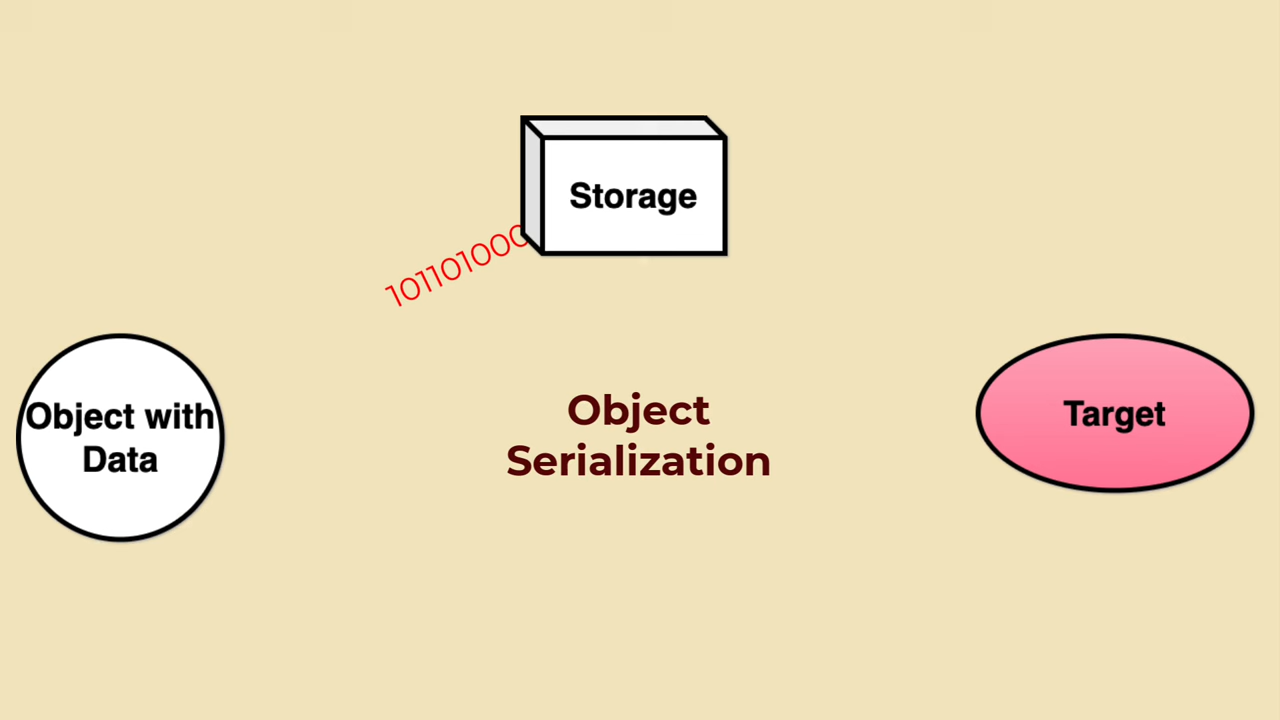 Storage
101101000
Object with
Data
Object
Serialization
Target